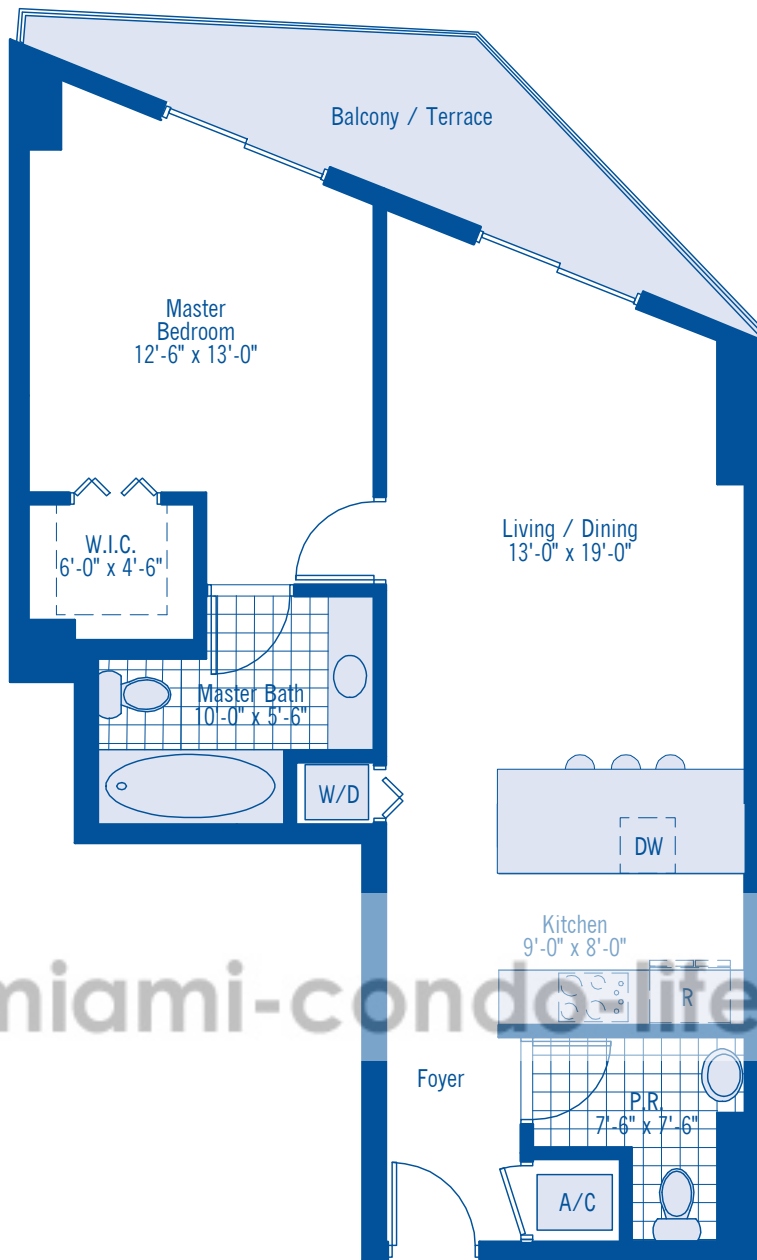 Balcony / Terrace
Master
Bedroom
12'-6" x 13'-0"
Living / Dining
13'-0" x 19'-0"
W.I.C.
6'-0" x 4'-6"
Master Bath
10'-0" x 5'-6"
W/D
DW
Kitchen
9'-0" x 8'-0"
R
miami-condo-life
Foyer
P.R.
7'-6" x 7'-6"
A/C